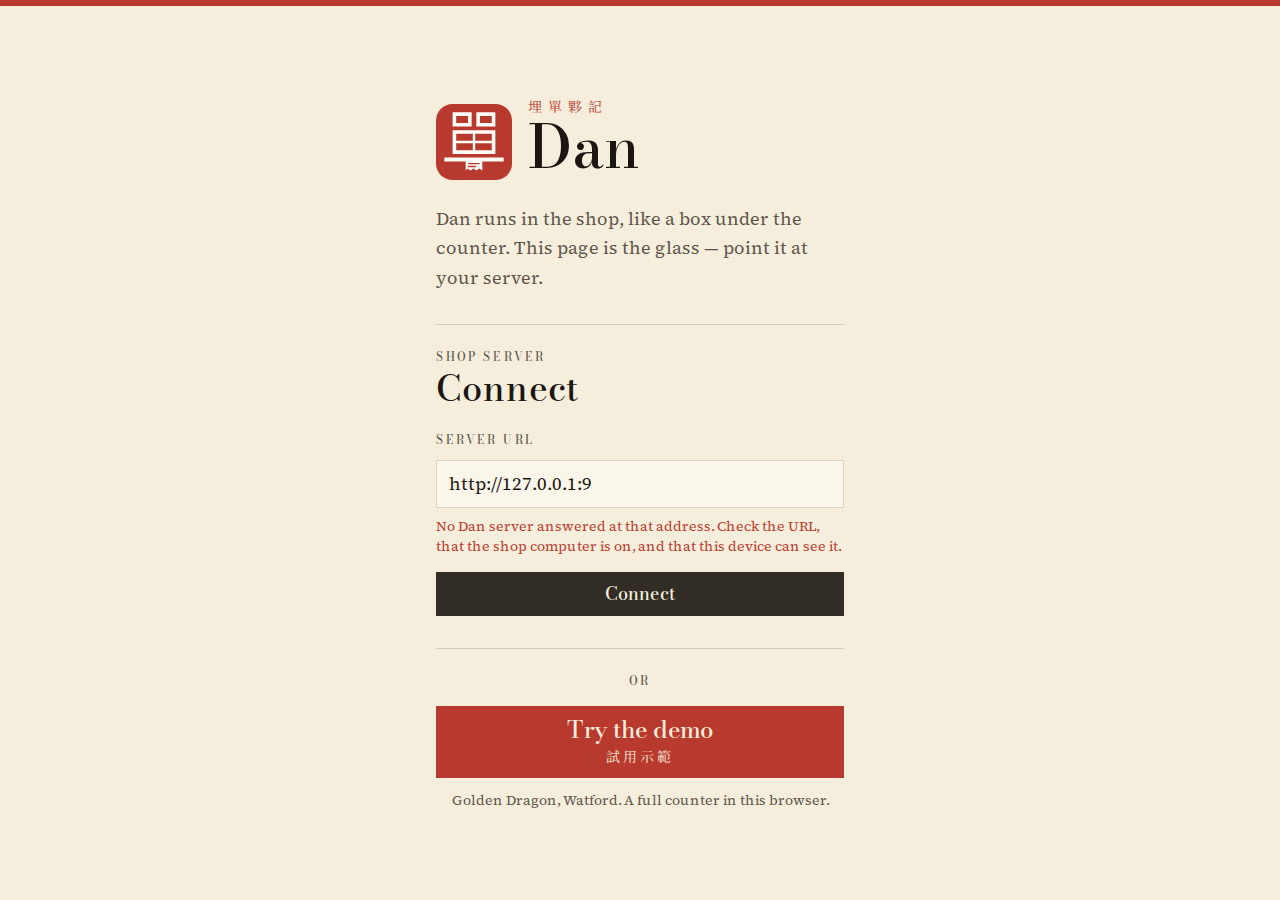 單
埋單夥記
Dan
Dan runs in the shop, like a box under the
counter. This page is the glass — point it at
your server.
SHOP SERVER
Connect
SERVER URL
http://127.0.0.1:9
No Dan server answered at that address. Check the URL,
that the shop computer is on, and that this device can see it.
Connect
OR
Try the demo
試用示範
Golden Dragon, Watford. A full counter in this browser.